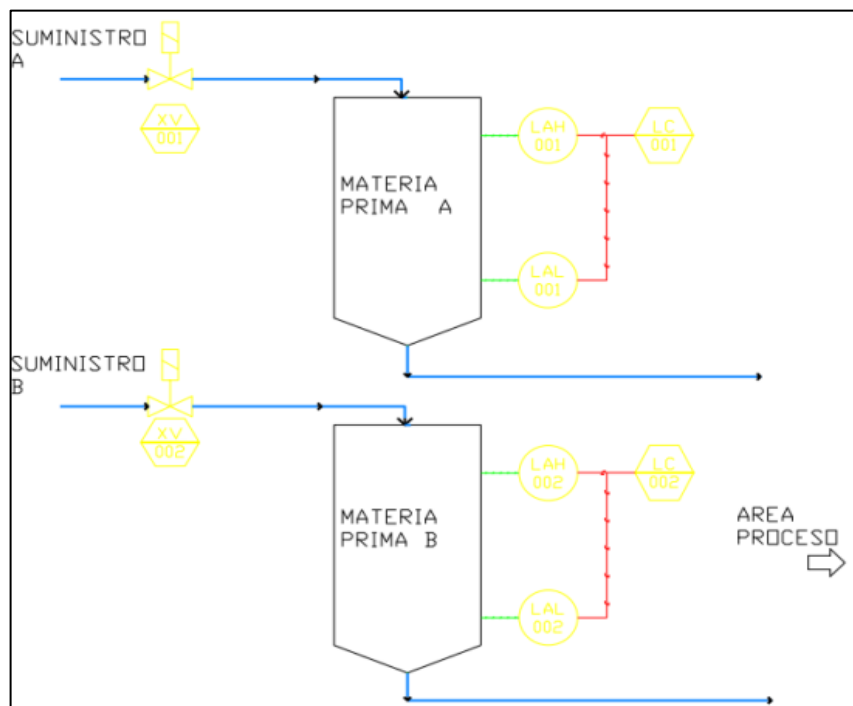 SUMINISTRO
A
XV
001
LAH
001
LC
001
MATERIA
PRIMA A
LAL
001
SUMINISTRO
B
XV
002
LAH
002
LC
002
MATERIA
PRIMA B
AREA
PROCESO
LAL
002